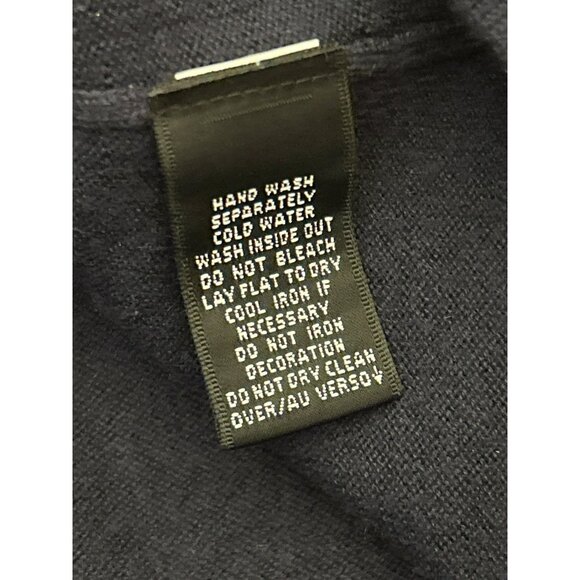 HAND WASH
SEPARATELY
COLD WATER
WASH INSIDE OUT
DO NOT BLEACH
LAY FLAT TO DRY
COOL IRON IF
NECESSARY
DO NOT IRON
DECORATION
DO NOT DRY CLEAN
OVER/AU VERSO↓